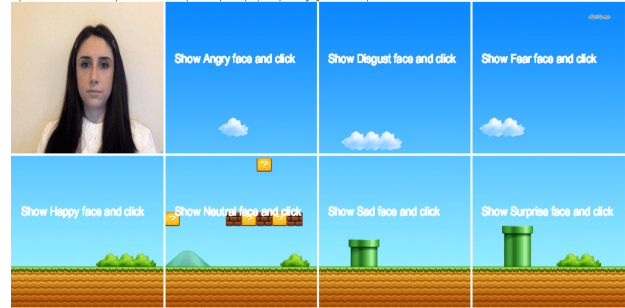 Show Angry face and click
Show Disgust face and click
Show Fear face and click
Show Happy face and click
Show Neutral face and click
Show Sad face and click
Show Surprise face and click